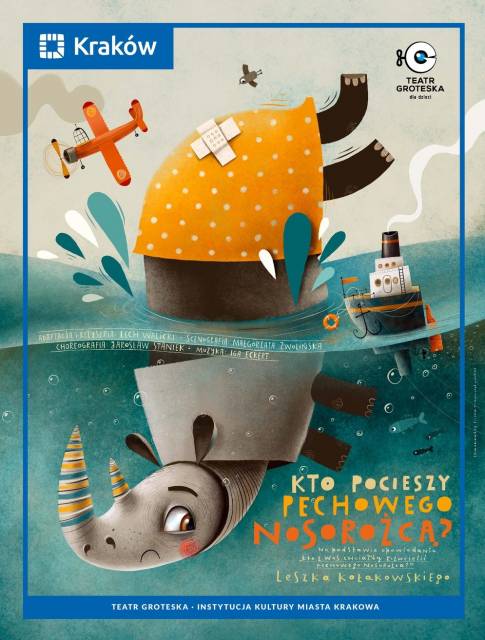 Kraków
TEATR
GROTESKA
dla dzieci
ADAPTACJA I REŻYSERIA LECH WALICKI • SCENOGRAFIA MAŁGORZATA ZWOLIŃSKA
CHOREOGRAFIA JAROSŁAW STANIEK • MUZYKA: IGA ECKERT
KTO POCIESZY
PECHOWEGO
NOSOROŻCA?
na podstawie opowiadania
"Kto z was chciałby rozweselić
pechowego nosorożca?"
LESZKA KOŁAKOWSKIEGO
TEATR GROTESKA • INSTYTUCJA KULTURY MIASTA KRAKOWA